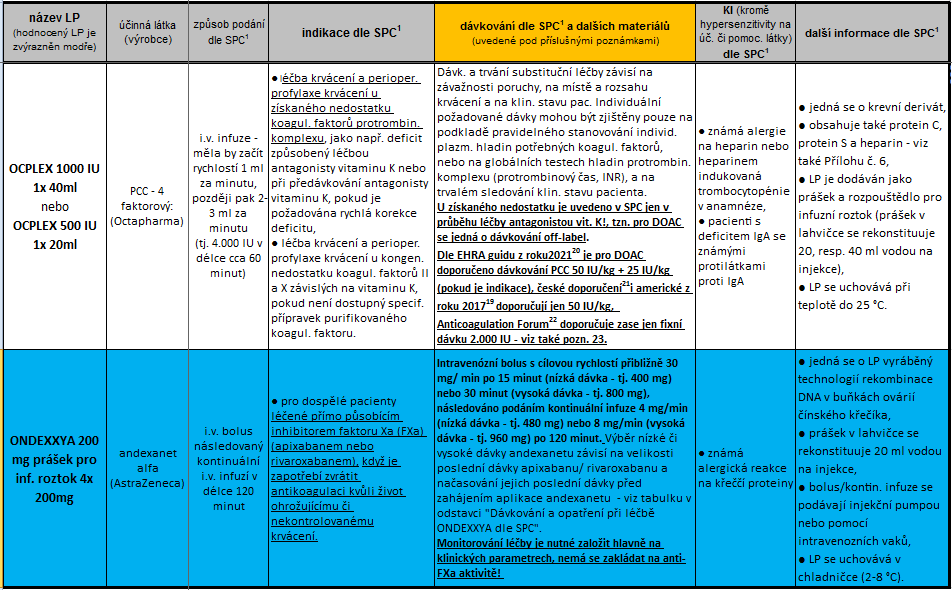 název LP
(hodnocený LP je
zvýrazněn modře)
účinná látka
(výrobce)
způsob podání
dle SPC¹
indikace dle SPC¹
dávkování dle SPC¹ a dalších materiálů
(uvedené pod příslušnými poznámkami)
KI (kromě
hypersenzitivity na
úč. či pomoc. látky)
dle SPC¹
další informace dle SPC¹
OCPLEX 1000 IU
1x 40ml
nebo
OCPLEX 500 IU
1x 20ml
PCC - 4
faktorový:
(Octapharma)
i.v. infuze -
měla by začít
rychlostí 1 ml
za minutu,
později pak 2-
3 ml za
minutu
(tj. 4.000 IU v
délce cca 60
minut)
● léčba krvácení a perioper.
profylaxe krvácení u
získaného nedostatku
koagul. faktorů protrombin.
komplexu, jako např. deficit
způsobený léčbou
antagonisty vitaminu K nebo
při předávkování antagonisty
vitaminu K, pokud je
požadována rychlá korekce
deficitu,
● léčba krvácení a perioper.
profylaxe krvácení u kongen.
nedostatku koagul. faktorů II
a X závislých na vitaminu K,
pokud není dostupný specif.
přípravek purifikovaného
koagul. faktoru.
Dávk. a trvání substituční léčby závisí na
závažnosti poruchy, na místě a rozsahu
krvácení a na klin. stavu pac. Individuální
požadované dávky mohou být zjištěny pouze na
podkladě pravidelného stanovování individ.
plazm. hladin potřebných koagul. faktorů,
nebo na globálních testech hladin protrombin.
komplexu (protrombinový čas, INR), a na
trvalém sledování klin. stavu pacienta.
U získaného nedostatku je uvedeno v SPC jen v
průběhu léčby antagonistou vit. K!, tzn. pro DOAC
se jedná o dávkování off-label.
Dle EHRA guidu z roku2021²⁰ je pro DOAC
doporučeno dávkování PCC 50 IU/kg + 25 IU/kg
(pokud je indikace), české doporučení²¹i americké z
roku 2017¹⁹ doporučují jen 50 IU/kg,
Anticoagulation Forum²² doporučuje zase jen fixní
dávku 2.000 IU - viz také pozn. 23.
● známá alergie
na heparin nebo
heparinem
indukovaná
trombocytopénie
v anamnéze,
● pacienti s
deficitem IgA se
známými
protilátkami
proti IgA
● jedná se o krevní derivát,
● obsahuje také protein C,
protein S a heparin - viz
také Přílohu č. 6,
● LP je dodáván jako
prášek a rozpouštědlo pro
infuzní roztok (prášek v
lahvičce se rekonstituuje
20, resp. 40 ml vodou na
injekce),
● LP se uchovává při
teplotě do 25 °C.
ONDEXXYA 200
mg prášek pro
inf. roztok 4x
200mg
andexanet
alfa
(AstraZeneca)
i.v. bolus
následovaný
kontinuální
i.v. infuzí v
délce 120
minut
● pro dospělé pacienty
léčené přímo působícím
inhibitorem faktoru Xa (FXa)
(apixabanem nebo
rivaroxabanem), když je
zapotřebí zvrátit
antikoagulaci kvůli život
ohrožujícímu či
nekontrolovanému
krvácení.
Intravenózní bolus s cílovou rychlostí přibližně 30
mg/ min po 15 minut (nízká dávka - tj. 400 mg)
nebo 30 minut (vysoká dávka - tj. 800 mg),
následováno podáním kontinuální infuze 4 mg/min
(nízká dávka - tj. 480 mg) nebo 8 mg/min (vysoká
dávka - tj. 960 mg) po 120 minut. Výběr nízké či
vysoké dávky andexanetu závisí na velikosti
poslední dávky apixabanu/ rivaroxabanu a
načasování jejich poslední dávky před
zahájením aplikace andexanetu - viz tabulku v
odstavci "Dávkování a opatření při léčbě
ONDEXXYA dle SPC".
Monitorování léčby je nutné založit hlavně na
klinických parametrech, nemá se zakládat na anti-
FXa aktivitě!
● známá
alergická reakce
na křeččí proteiny
● jedná se o LP vyráběný
technologií rekombinace
DNA v buňkách ovárií
čínského křečíka,
● prášek v lahvičce se
rekonstituuje 20 ml vodou
na injekce,
● bolus/kontin. infuze se
podávají injekční pumpou
nebo pomocí
intravenozních vaků,
● LP se uchovává v
chladničce (2-8 °C).